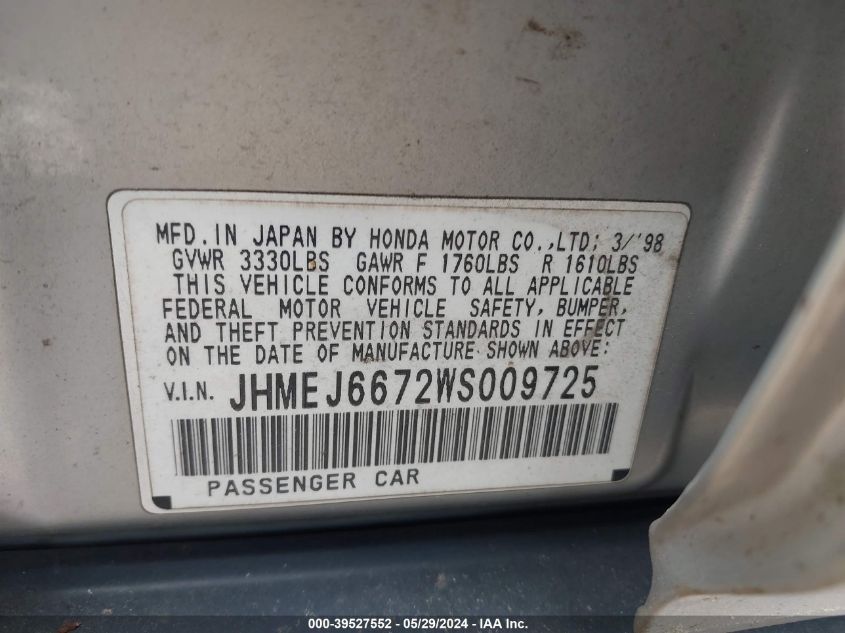 MFD. IN JAPAN BY HONDA MOTOR CO.,LTD; 3/'98
GVWR 3330LBS GAWR F 1760LBS R 1610LBS
THIS VEHICLE CONFORMS TO ALL APPLICABLE
FEDERAL MOTOR VEHICLE SAFETY, BUMPER,
AND THEFT PREVENTION STANDARDS IN EFFECT
ON THE DATE OF MANUFACTURE SHOWN ABOVE:
V.I.N. JHMEJ6672WS009725
PASSENGER CAR
000-39527552 - 05/29/2024 - IAA Inc.